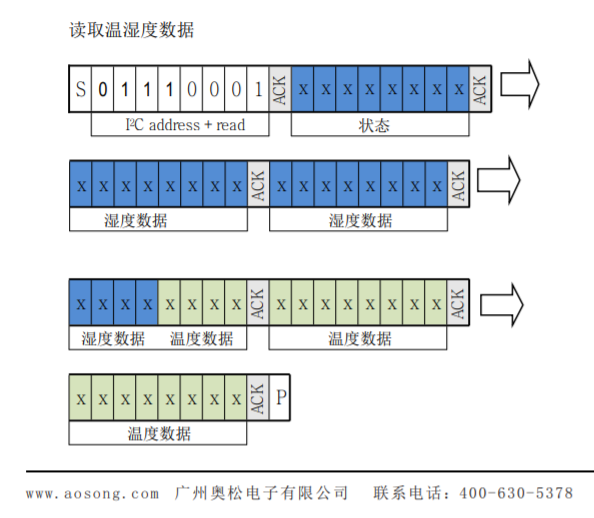 读取温湿度数据
S 0 1 1 1 0 0 0 1 ACK x x x x x x x x ACK
I²C address + read 状态
x x x x x x x x ACK x x x x x x x x ACK
湿度数据 湿度数据
x x x x x x x x ACK x x x x x x x x ACK
湿度数据 温度数据 温度数据
x x x x x x x x ACK P
温度数据
www.aosong.com 广州奥松电子有限公司 联系电话：400-630-5378